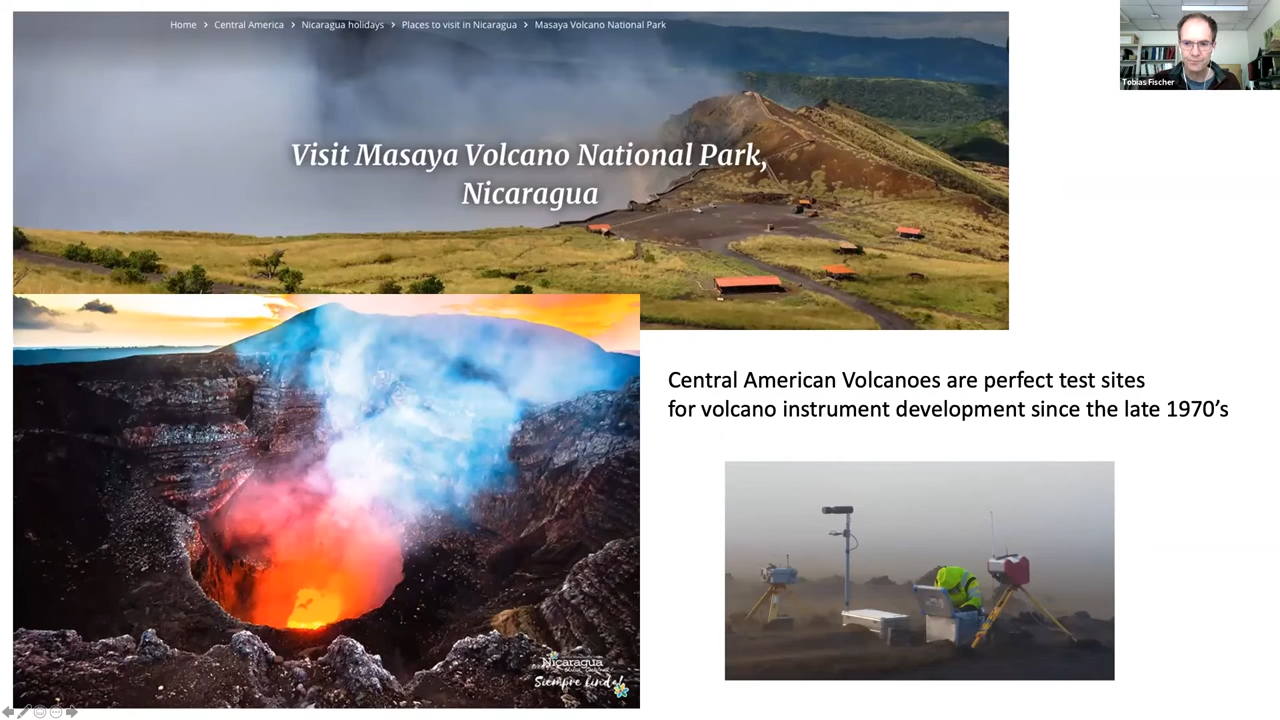 Home > Central America > Nicaragua holidays > Places to visit in Nicaragua > Masaya Volcano National Park
Tobias Fischer
Visit Masaya Volcano National Park,
Nicaragua
Central American Volcanoes are perfect test sites
for volcano instrument development since the late 1970’s
Nicaragua
Siempre linda!